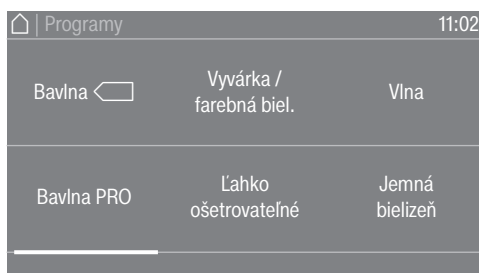 | Programy 11:02
Bavlna
Vyvárka /
farebná biel.
Vlna
Bavlna PRO
Ľahko
ošetrovateľné
Jemná
bielizeň